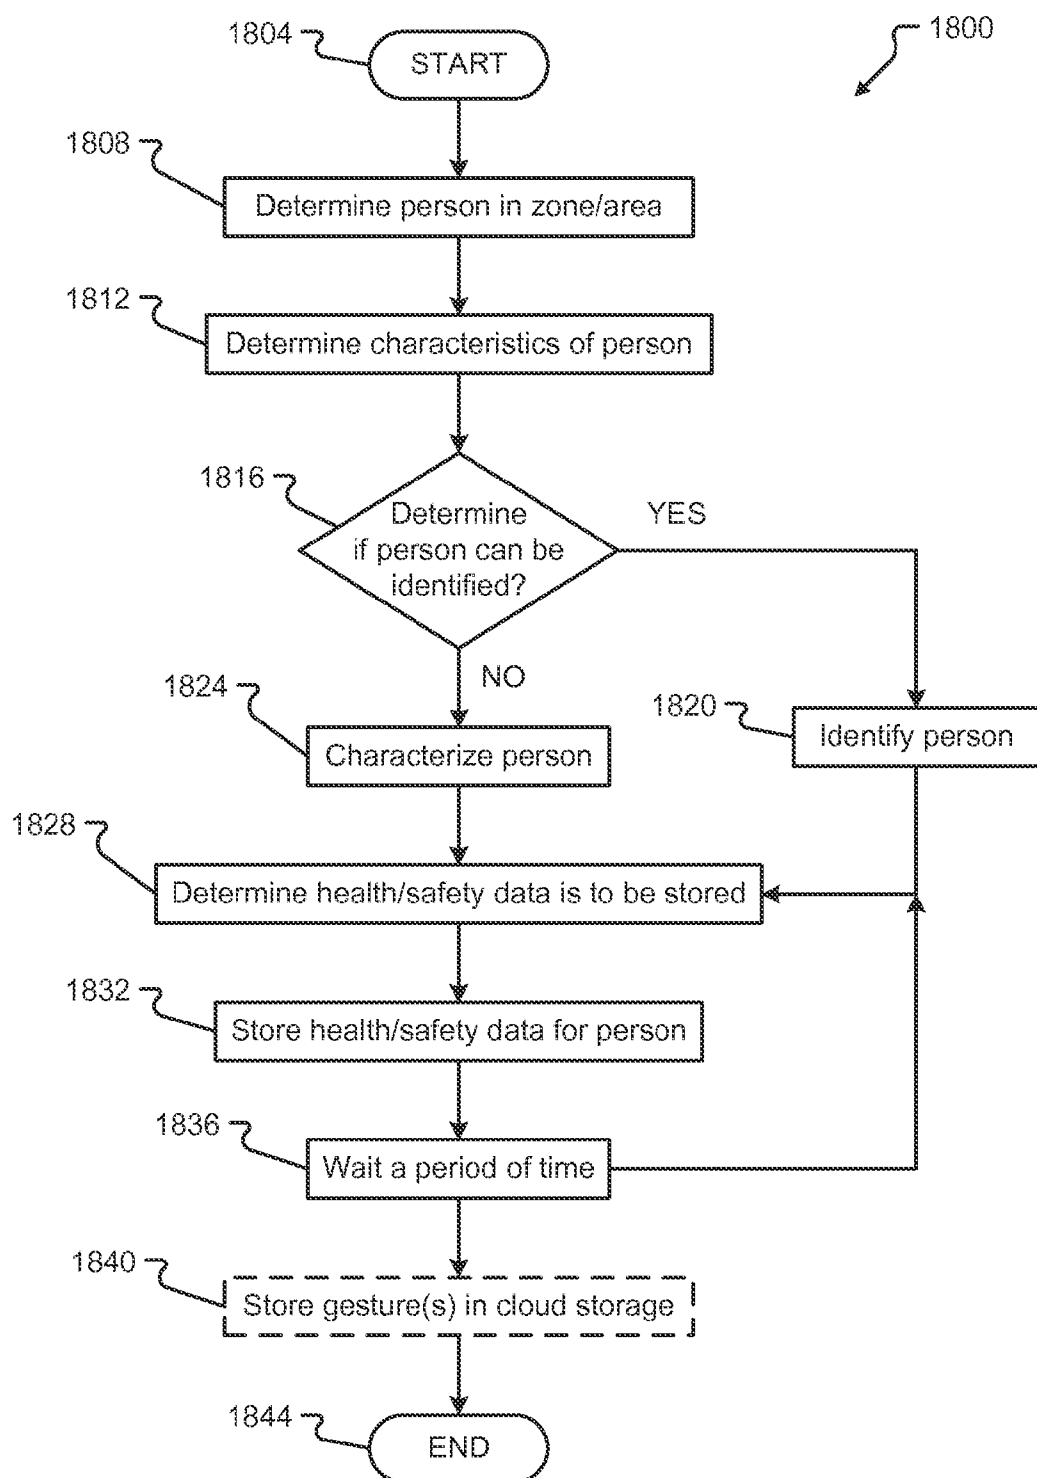 1804
START
1800
1808
Determine person in zone/area
1812
Determine characteristics of person
1816
Determine
if person can be
identified?
YES
NO
1824
Characterize person
1820
Identify person
1828
Determine health/safety data is to be stored
1832
Store health/safety data for person
1836
Wait a period of time
1840
Store gesture(s) in cloud storage
1844
END